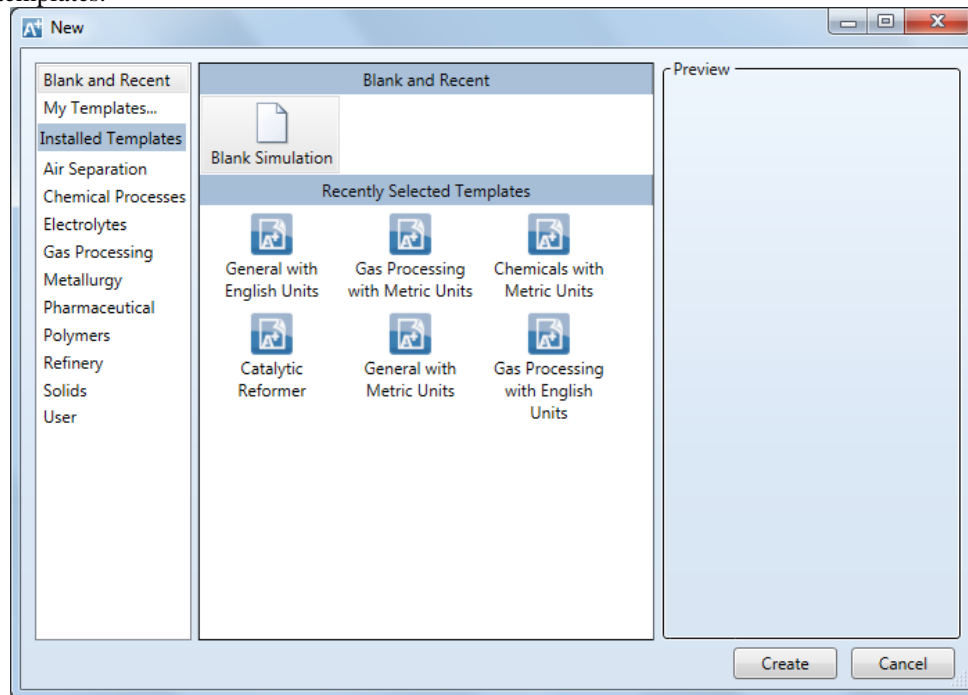 templates.
New
Blank and Recent
My Templates...
Installed Templates
Air Separation
Chemical Processes
Electrolytes
Gas Processing
Metallurgy
Pharmaceutical
Polymers
Refinery
Solids
User
Blank and Recent
Blank Simulation
Recently Selected Templates
General with
English Units
Gas Processing
with Metric Units
Chemicals with
Metric Units
Catalytic
Reformer
General with
Metric Units
Gas Processing
with English
Units
Preview
Create
Cancel